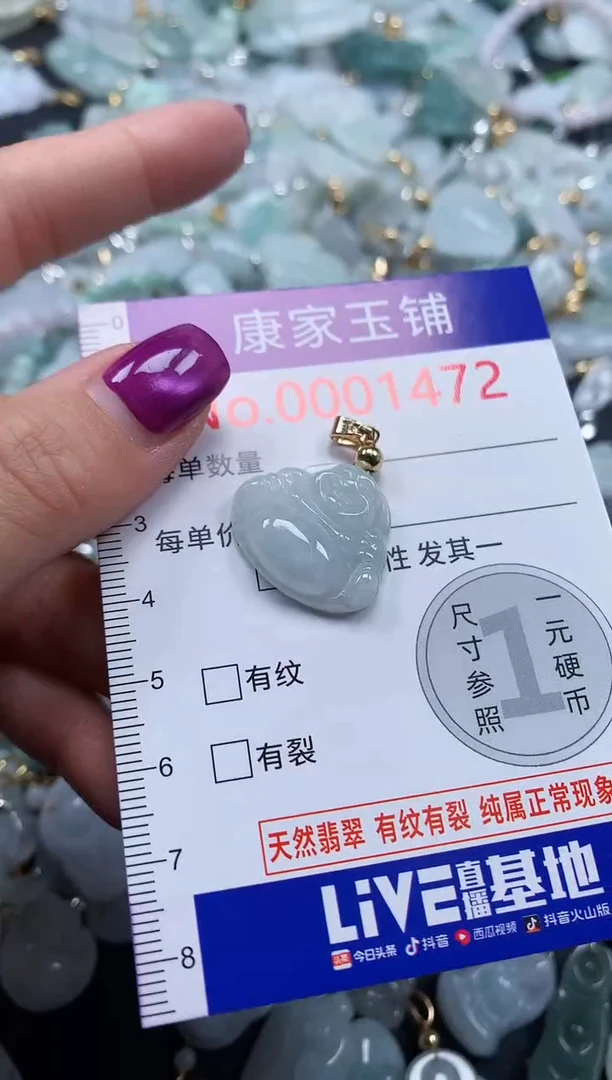 0
康家玉铺
No.0001472
每单数量
3
每单价
性 发其一
4
尺寸参照
1
一元硬币
5
有纹
6
有裂
天然翡翠 有纹有裂 纯属正常现象
7
LiVE直播基地
头条 今日头条 抖音 西瓜视频 抖音火山版
8